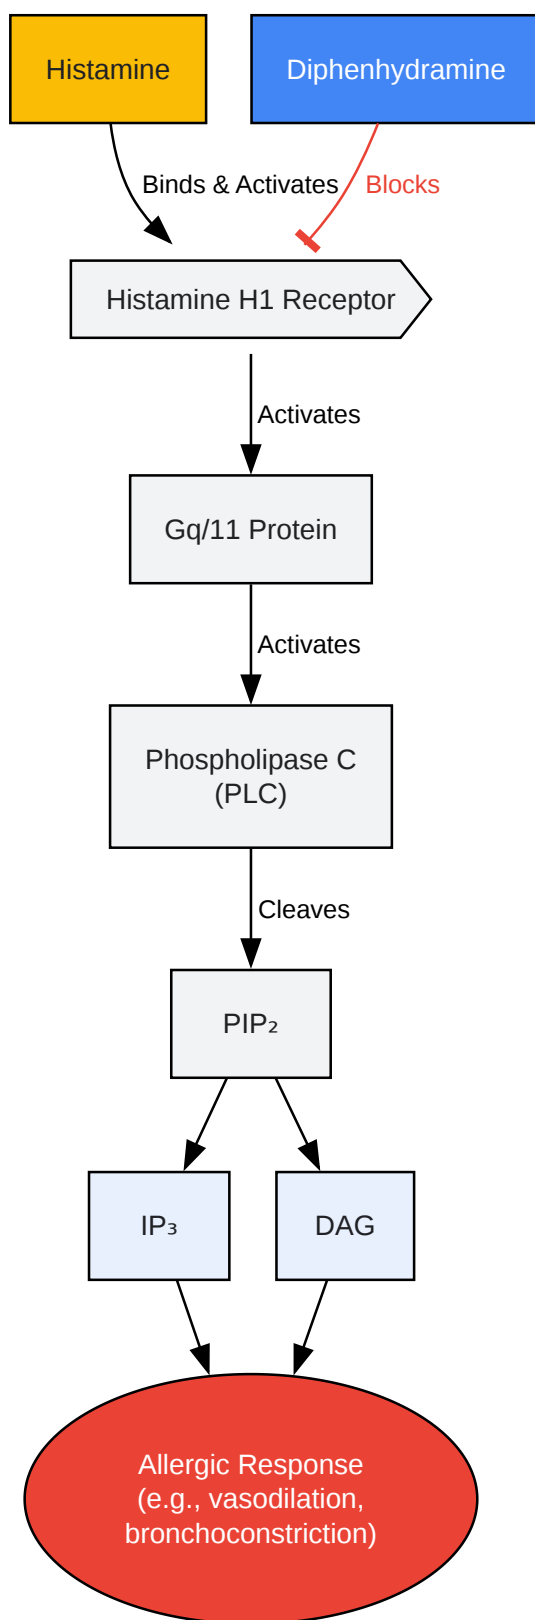 Histamine
Diphenhydramine
Binds & Activates
Blocks
Histamine H1 Receptor
Activates
Gq/11 Protein
Activates
Phospholipase C
(PLC)
Cleaves
PIP₂
IP₃
DAG
Allergic Response
(e.g., vasodilation,
bronchoconstriction)